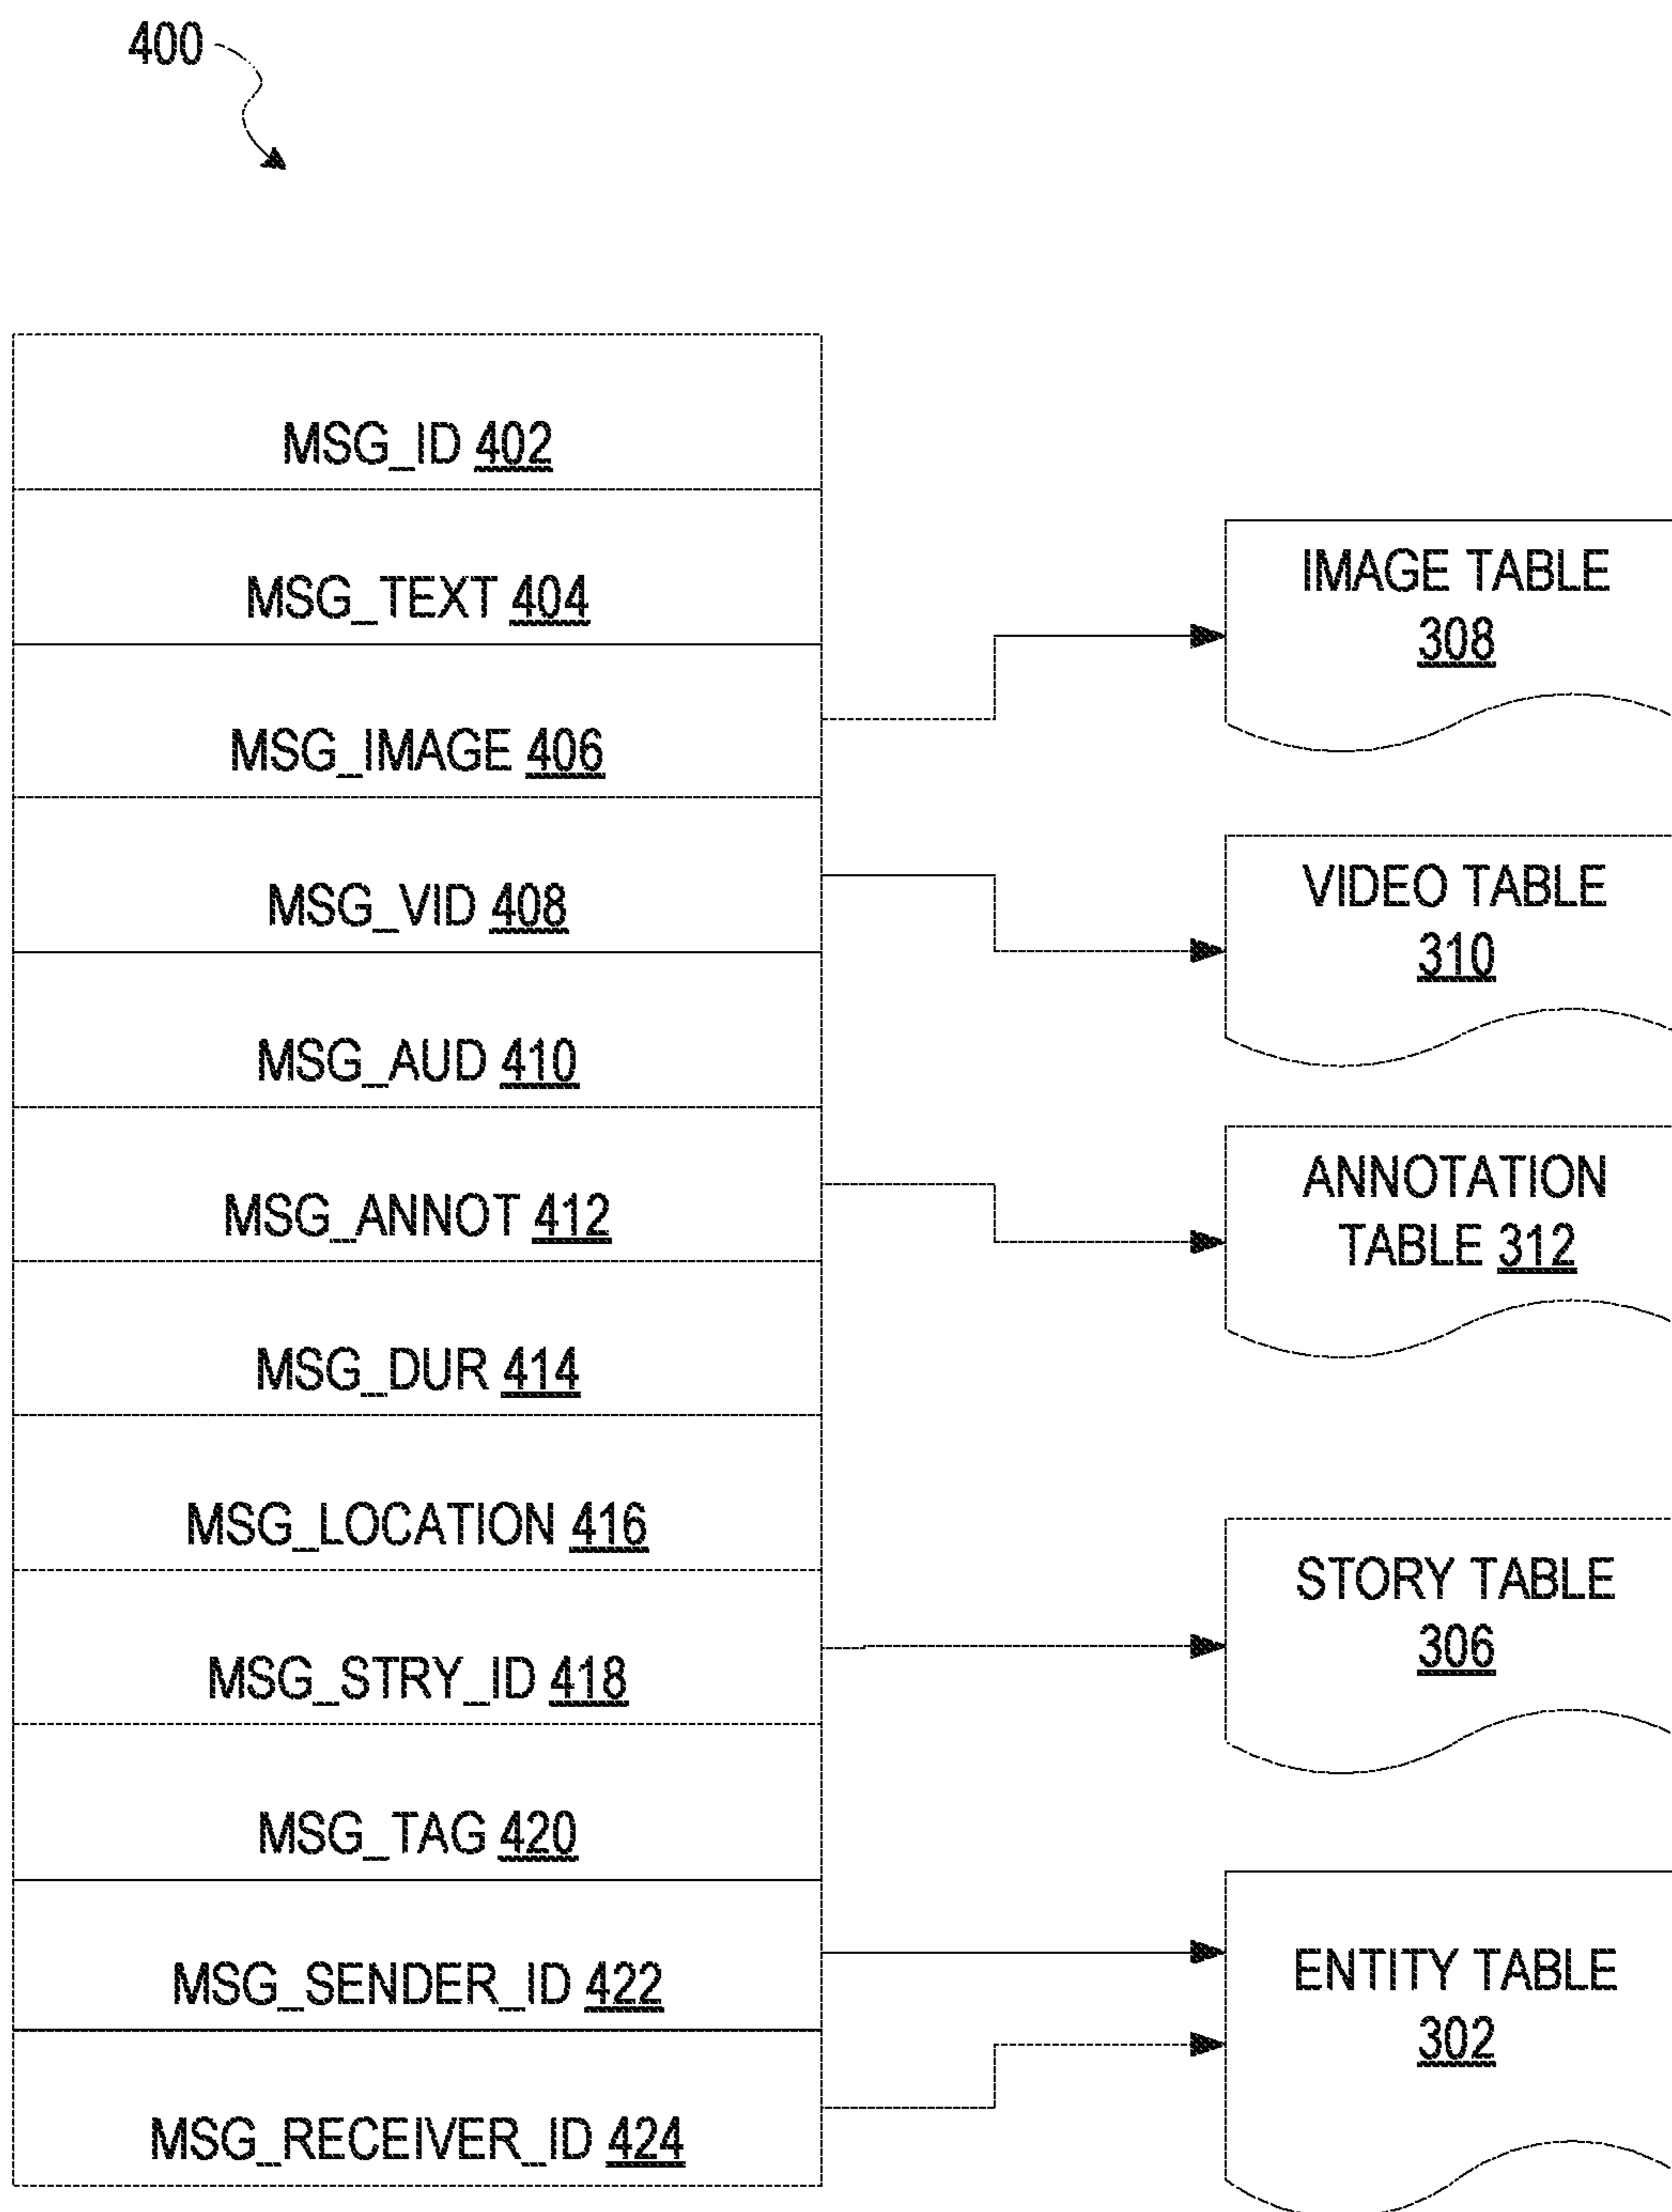 400
MSG_ID 402
MSG_TEXT 404
MSG_IMAGE 406
MSG_VID 408
MSG_AUD 410
MSG_ANNOT 412
MSG_DUR 414
MSG_LOCATION 416
MSG_STRY_ID 418
MSG_TAG 420
MSG_SENDER_ID 422
MSG_RECEIVER_ID 424
IMAGE TABLE
308
VIDEO TABLE
310
ANNOTATION
TABLE 312
STORY TABLE
306
ENTITY TABLE
302